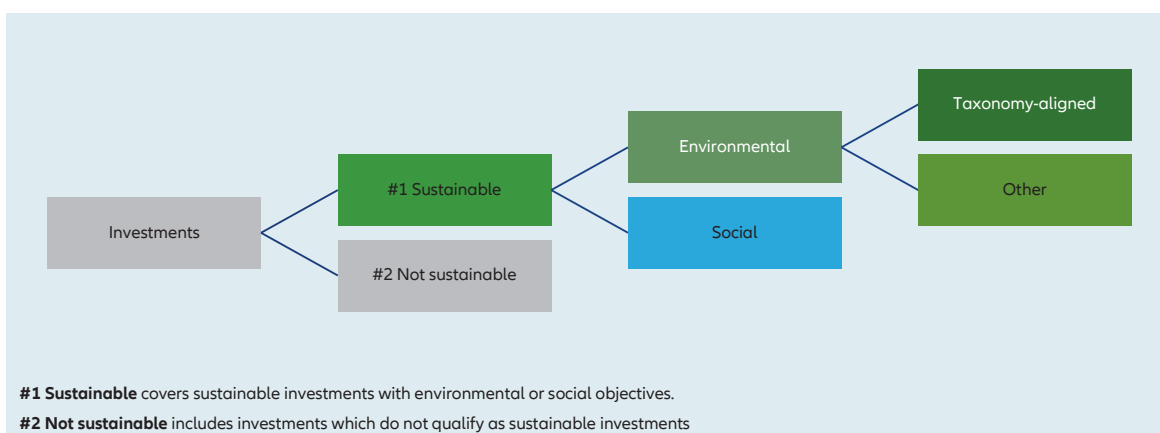 Taxonomy-aligned
Environmental
#1 Sustainable
Other
Investments
Social
#2 Not sustainable
#1 Sustainable covers sustainable investments with environmental or social objectives.
#2 Not sustainable includes investments which do not qualify as sustainable investments